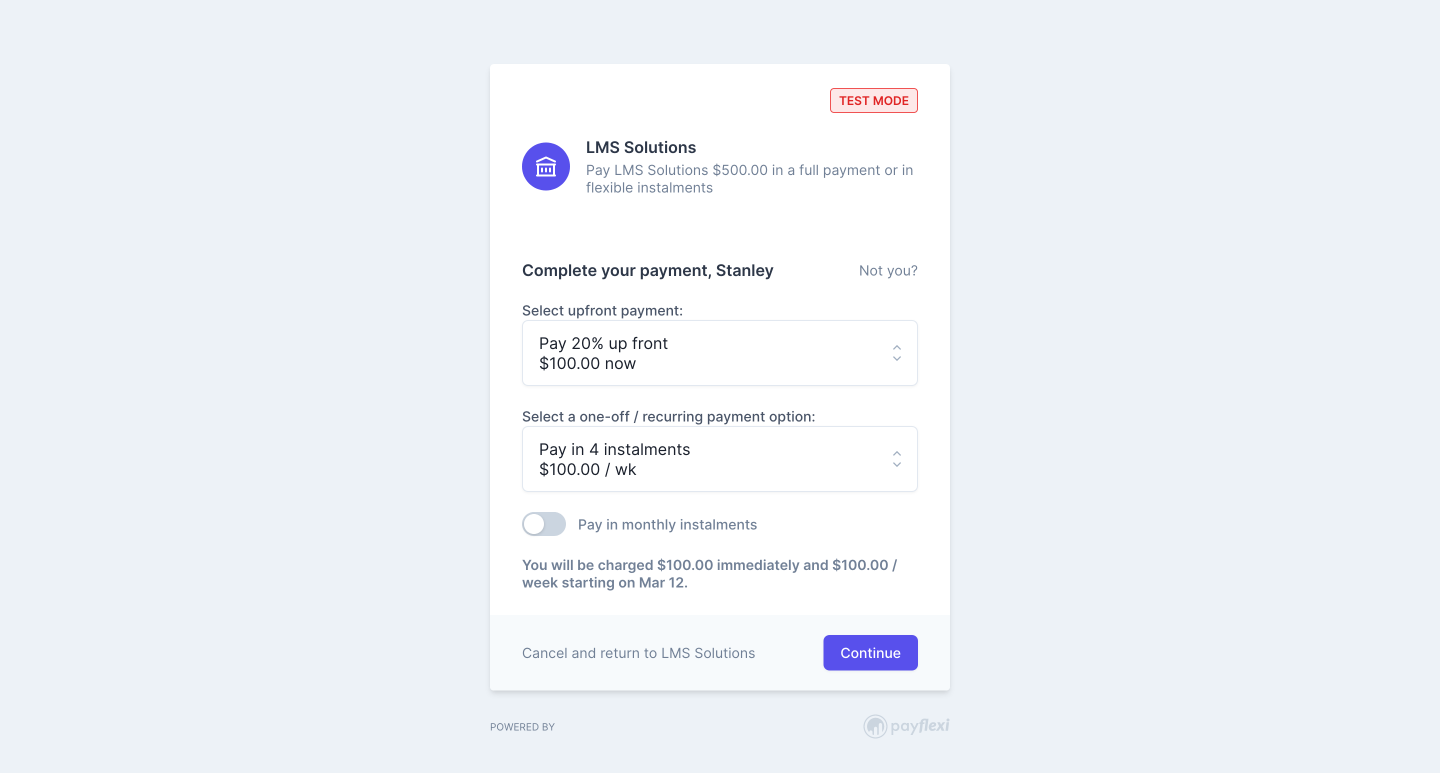 TEST MODE
LMS Solutions
Pay LMS Solutions $500.00 in a full payment or in
flexible instalments
Complete your payment, Stanley
Not you?
Select upfront payment:
Pay 20% up front
$100.00 now
Select a one-off / recurring payment option:
Pay in 4 instalments
$100.00 / wk
Pay in monthly instalments
You will be charged $100.00 immediately and $100.00 /
week starting on Mar 12.
Cancel and return to LMS Solutions
Continue
POWERED BY
payflexi